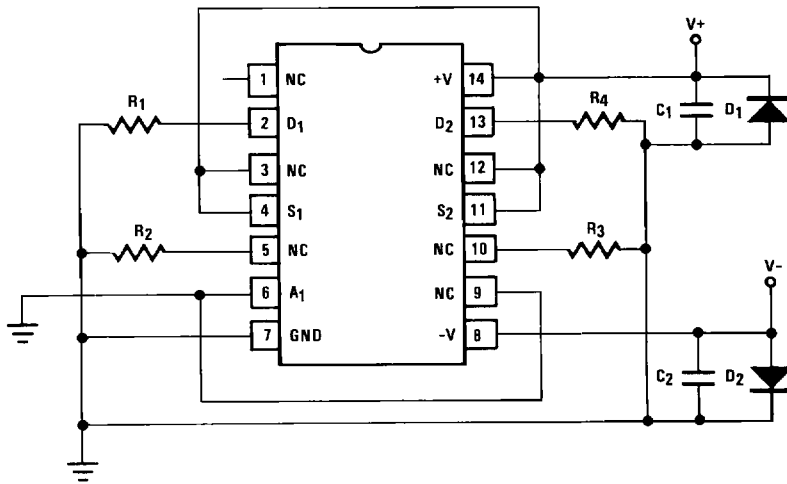 V+
1 NC +V 14
R1 R4 C1 D1
2 D1 D2 13
3 NC NC 12
4 S1 S2 11
R2 R3
5 NC NC 10
V-
6 A1 NC 9
7 GND -V 8
C2 D2